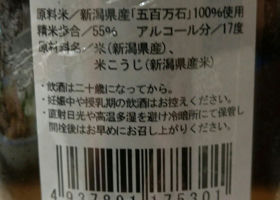 原料米/新潟県産「五百万石」100%使用
精米歩合/55% アルコール分/17度
原材料名/米(新潟県産)、
米こうじ(新潟県産米)
・飲酒は二十歳になってから。
・妊娠中や授乳期の飲酒はお控えください。
・直射日光や高温多湿を避け冷暗所にて保管し
開栓後はお早めにお召し上がりください。
4937801175301